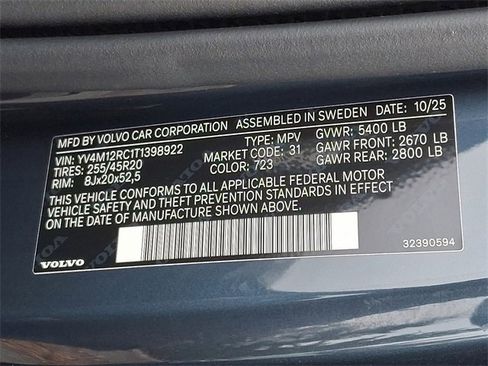 MFD BY VOLVO CAR CORPORATION ASSEMBLED IN SWEDEN DATE: 10/25
VIN: YV4M12RC1T1398922 TYPE: MPV GVWR: 5400 LB
TIRES: 255/45R20 MARKET: 31 GAWR FRONT: 2670 LB
RIM: 8Jx20x52,5 COLOR: 723 GAWR REAR: 2800 LB
THIS VEHICLE CONFORMS TO ALL APPLICABLE FEDERAL MOTOR
VEHICLE SAFETY AND THEFT PREVENTION STANDARDS IN EFFECT
ON THE DATE OF MANUFACTURE SHOWN ABOVE.
32390594
VOLVO